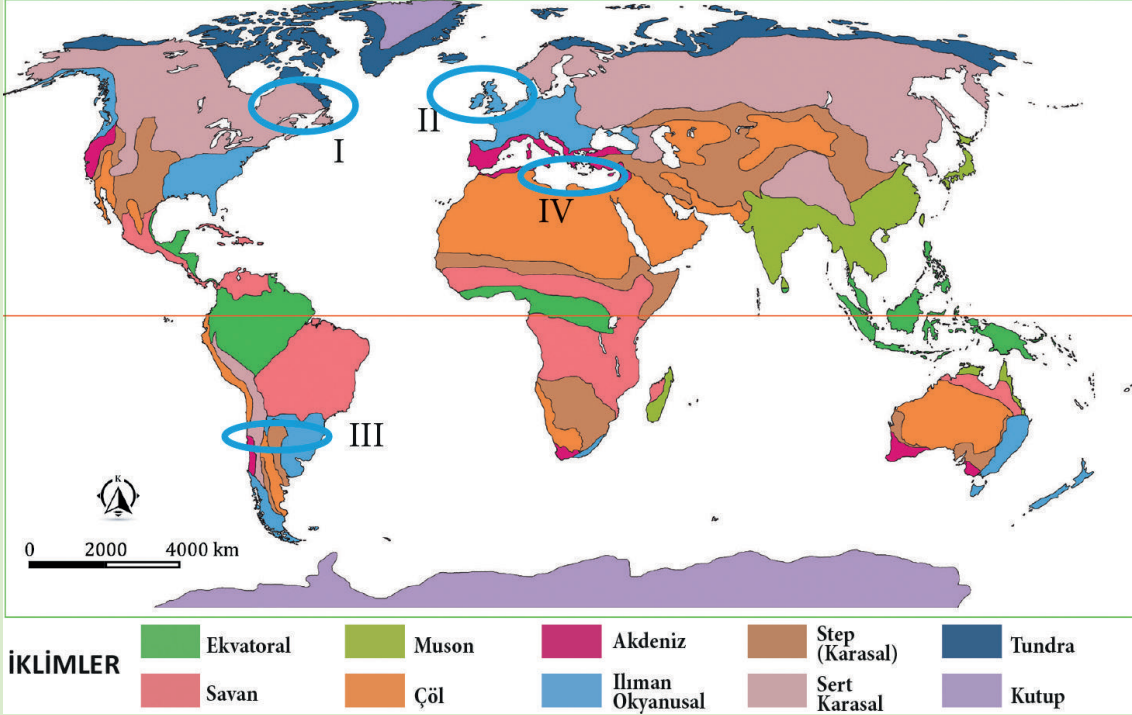 I
II
IV
III
K
0 2000 4000 km
İKLİMLER
Ekvatoral
Muson
Akdeniz
Step
(Karasal)
Tundra
Savan
Çöl
Ilıman
Okyanusal
Sert
Karasal
Kutup